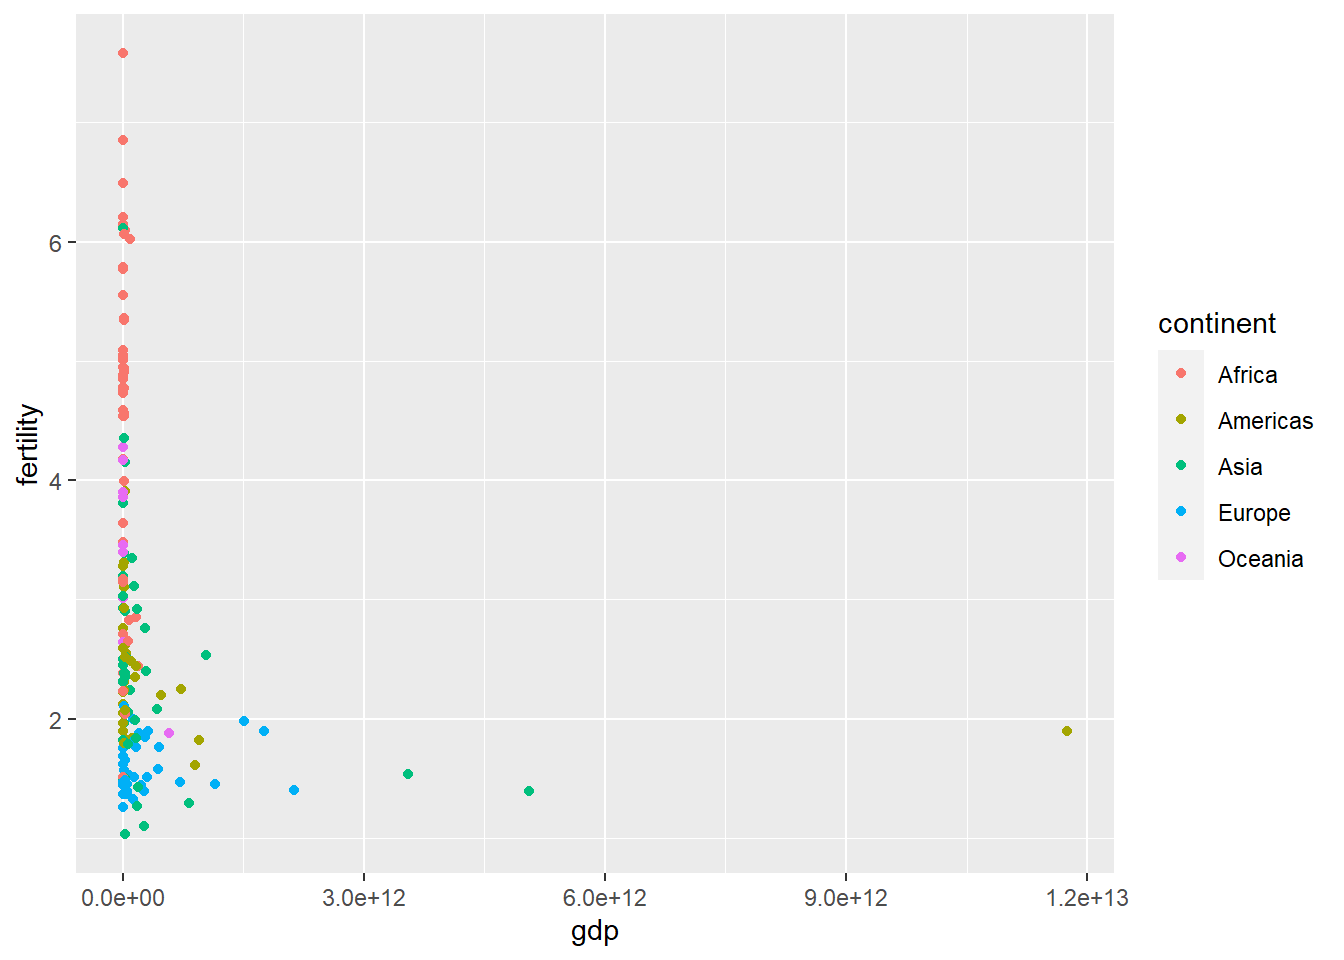 fertility
6
4
2
0.0e+00
3.0e+12
6.0e+12
9.0e+12
1.2e+13
gdp
continent
Africa
Americas
Asia
Europe
Oceania